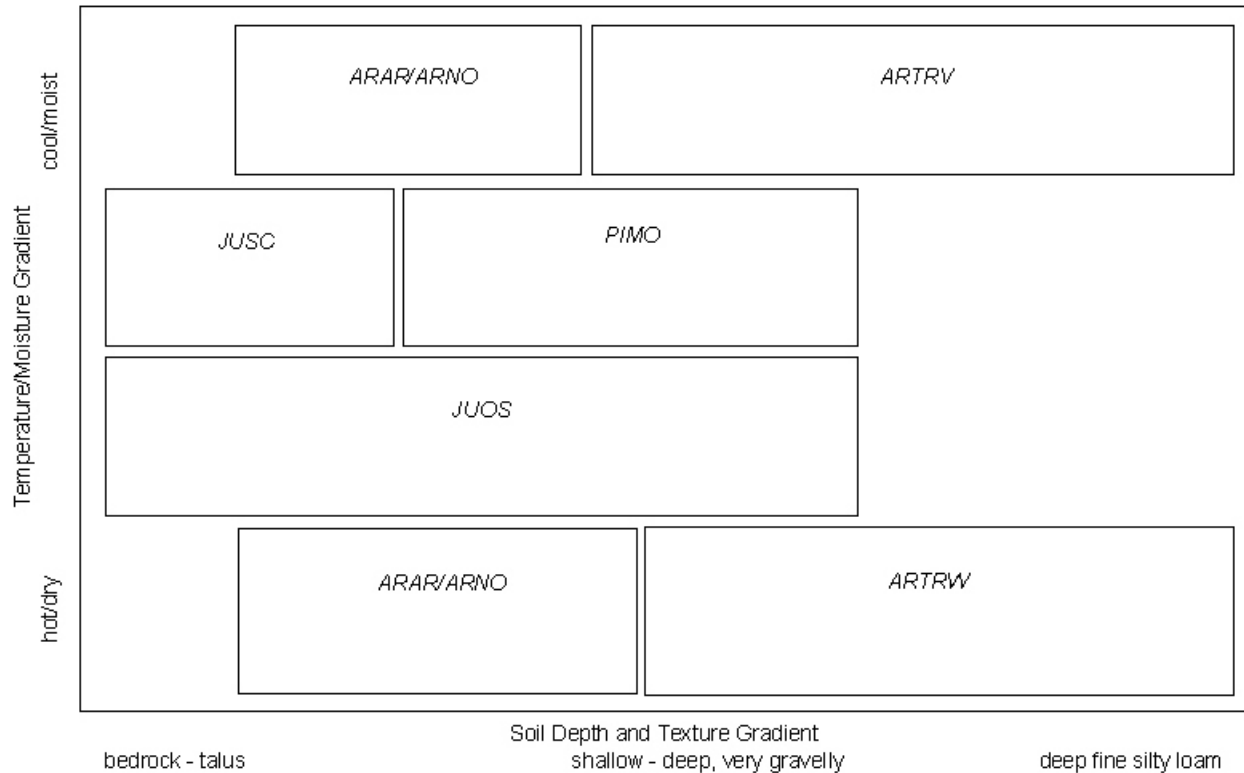 cool/moist
ARAR/ARNO
ARTRV
Temperature/Moisture Gradient
JUSC
PIMO
JUOS
hot/dry
ARAR/ARNO
ARTRW
Soil Depth and Texture Gradient
bedrock - talus
shallow - deep, very gravelly
deep fine silty loam